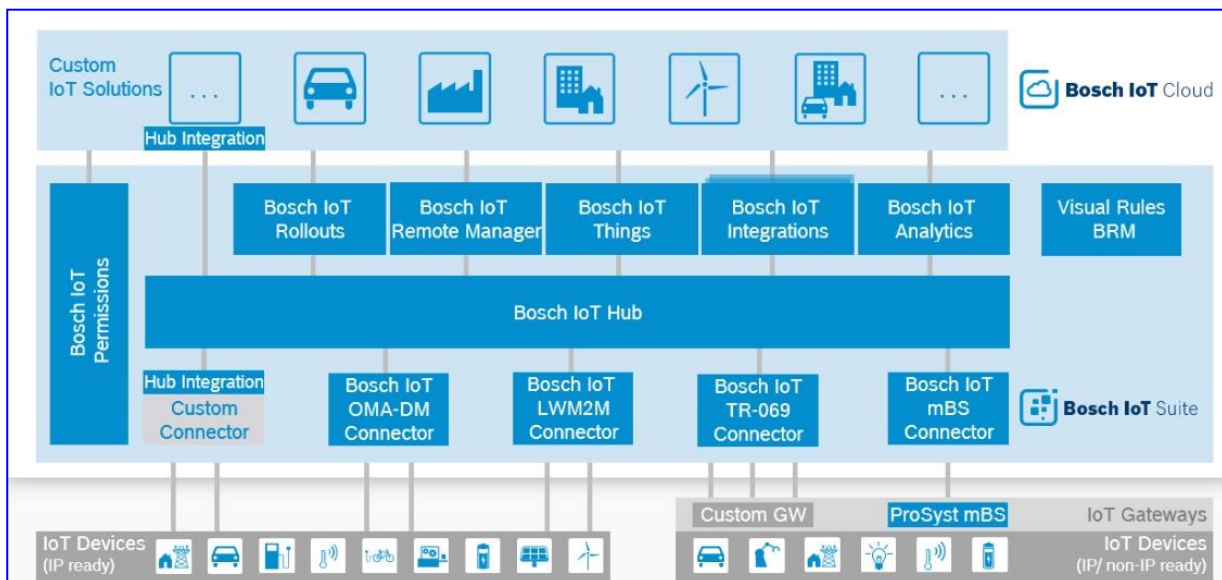 Custom
IoT Solutions
...
...
Bosch IoT Cloud
Hub Integration
Bosch IoT
Permissions
Bosch IoT
Rollouts
Bosch IoT
Remote Manager
Bosch IoT
Things
Bosch IoT
Integrations
Bosch IoT
Analytics
Visual Rules
BRM
Bosch IoT Hub
Hub Integration
Custom
Connector
Bosch IoT
OMA-DM
Connector
Bosch IoT
LWM2M
Connector
Bosch IoT
TR-069
Connector
Bosch IoT
mBS
Connector
Bosch IoT Suite
Custom GW
ProSyst mBS
IoT Gateways
IoT Devices
(IP ready)
IoT Devices
(IP/ non-IP ready)